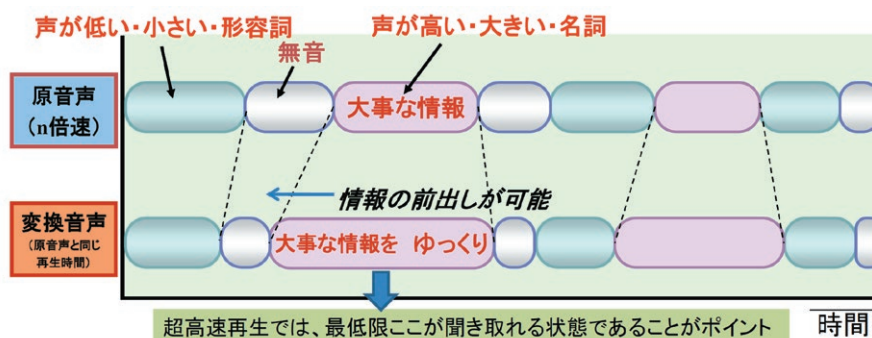 声が低い・小さい・形容詞
声が高い・大きい・名詞
無音
原音声
(n倍速)
大事な情報
情報の前出しが可能
変換音声
(原音声と同じ
再生時間)
大事な情報を ゆっくり
超高速再生では、最低限ここが聞き取れる状態であることがポイント
時間